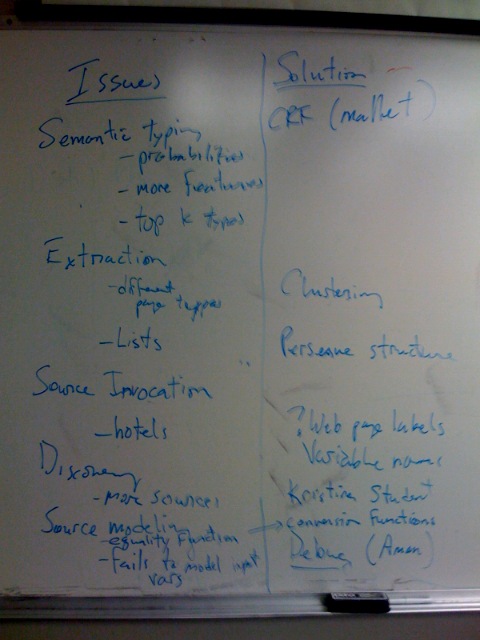 Issues
Semantic typing
- probabilities
- more features
- top k types
Extraction
- different
page types
- Lists
Source Invocation
- hotels
Discovery
- more sources
Source modeling
- equality function
- fails to model input
vars
Solution
CRF (mallet)
Clustering
structure
? Web page labels
Variable names
Kristina Student
→ conversion functions
Debug (Aman)